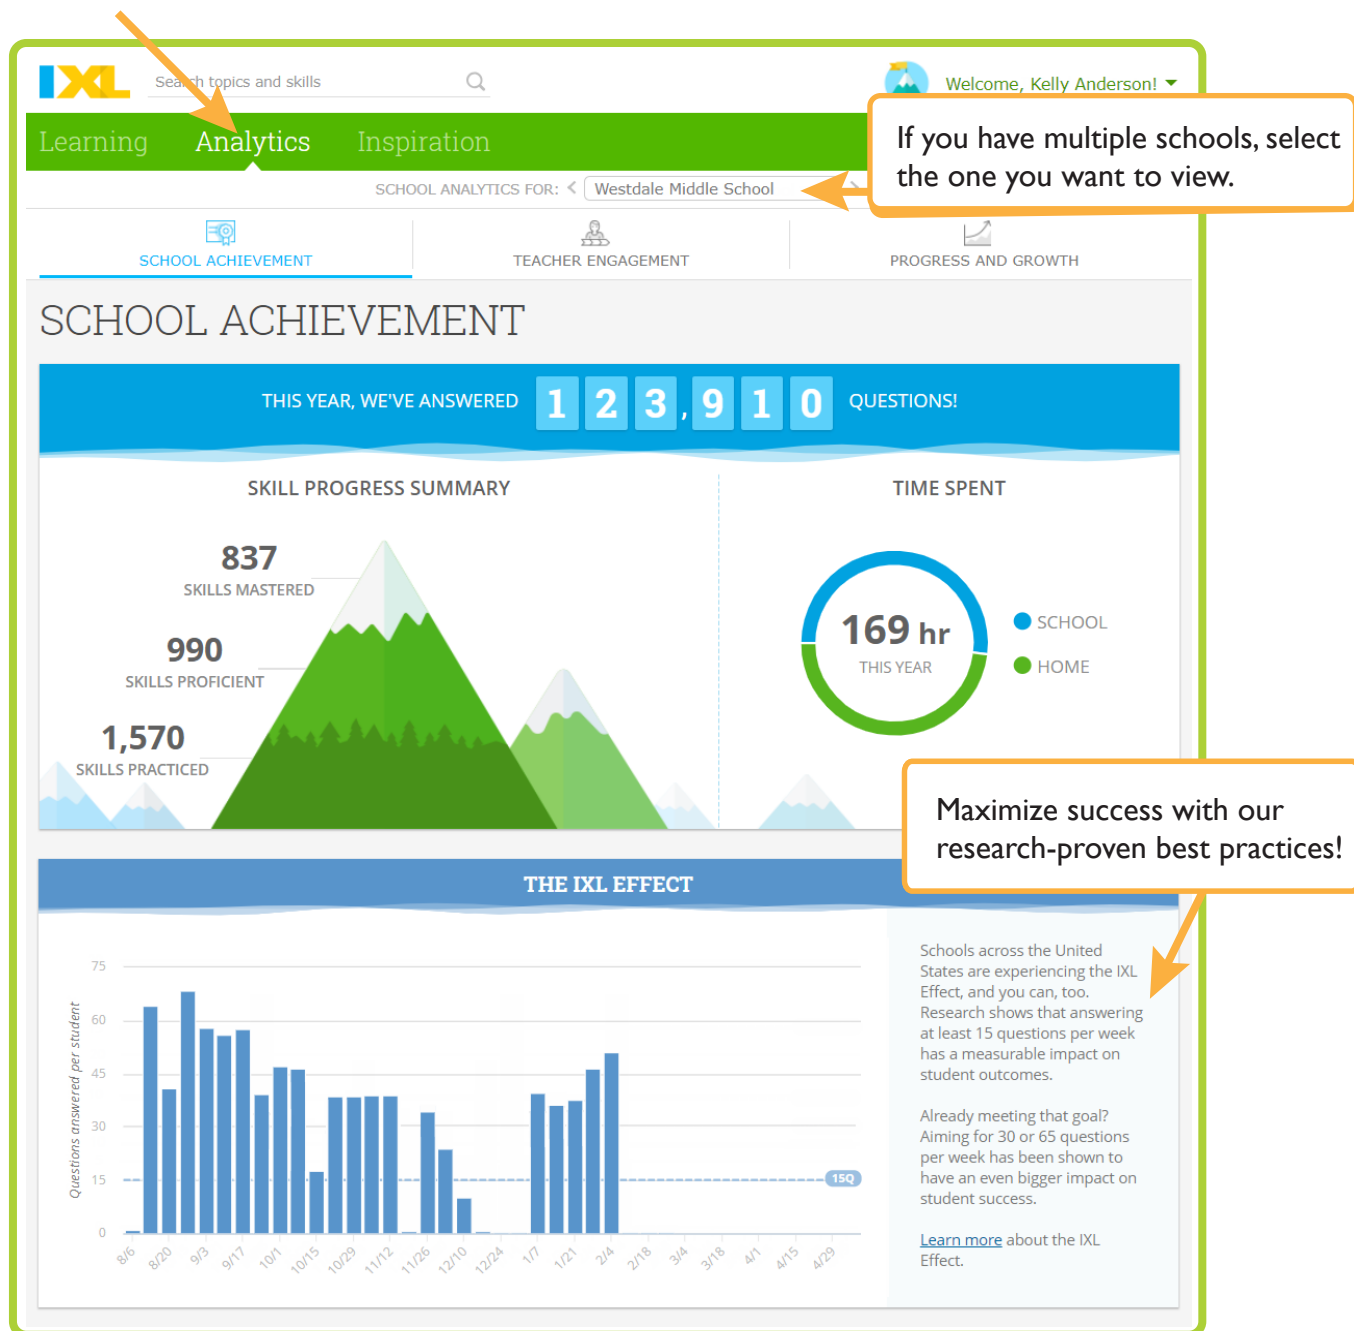 IXL
Search topics and skills
Welcome, Kelly Anderson!
Learning Analytics Inspiration
If you have multiple schools, select
the one you want to view.
SCHOOL ANALYTICS FOR: < Westdale Middle School
SCHOOL ACHIEVEMENT
TEACHER ENGAGEMENT
PROGRESS AND GROWTH
SCHOOL ACHIEVEMENT
THIS YEAR, WE'VE ANSWERED 123,910 QUESTIONS!
SKILL PROGRESS SUMMARY
837
SKILLS MASTERED
990
SKILLS PROFICIENT
1,570
SKILLS PRACTICED
TIME SPENT
169 hr
THIS YEAR
SCHOOL
HOME
Maximize success with our
research-proven best practices!
THE IXL EFFECT
Questions answered per student
75
60
45
30
15
0
15Q
8/6 8/20 9/3 9/17 10/1 10/15 10/29 11/12 11/26 12/10 12/24 1/7 1/21 2/4 2/18 3/4 3/18 4/1 4/15 4/29
Schools across the United
States are experiencing the IXL
Effect, and you can, too.
Research shows that answering
at least 15 questions per week
has a measurable impact on
student outcomes.
Already meeting that goal?
Aiming for 30 or 65 questions
per week has been shown to
have an even bigger impact on
student success.
Learn more about the IXL
Effect.